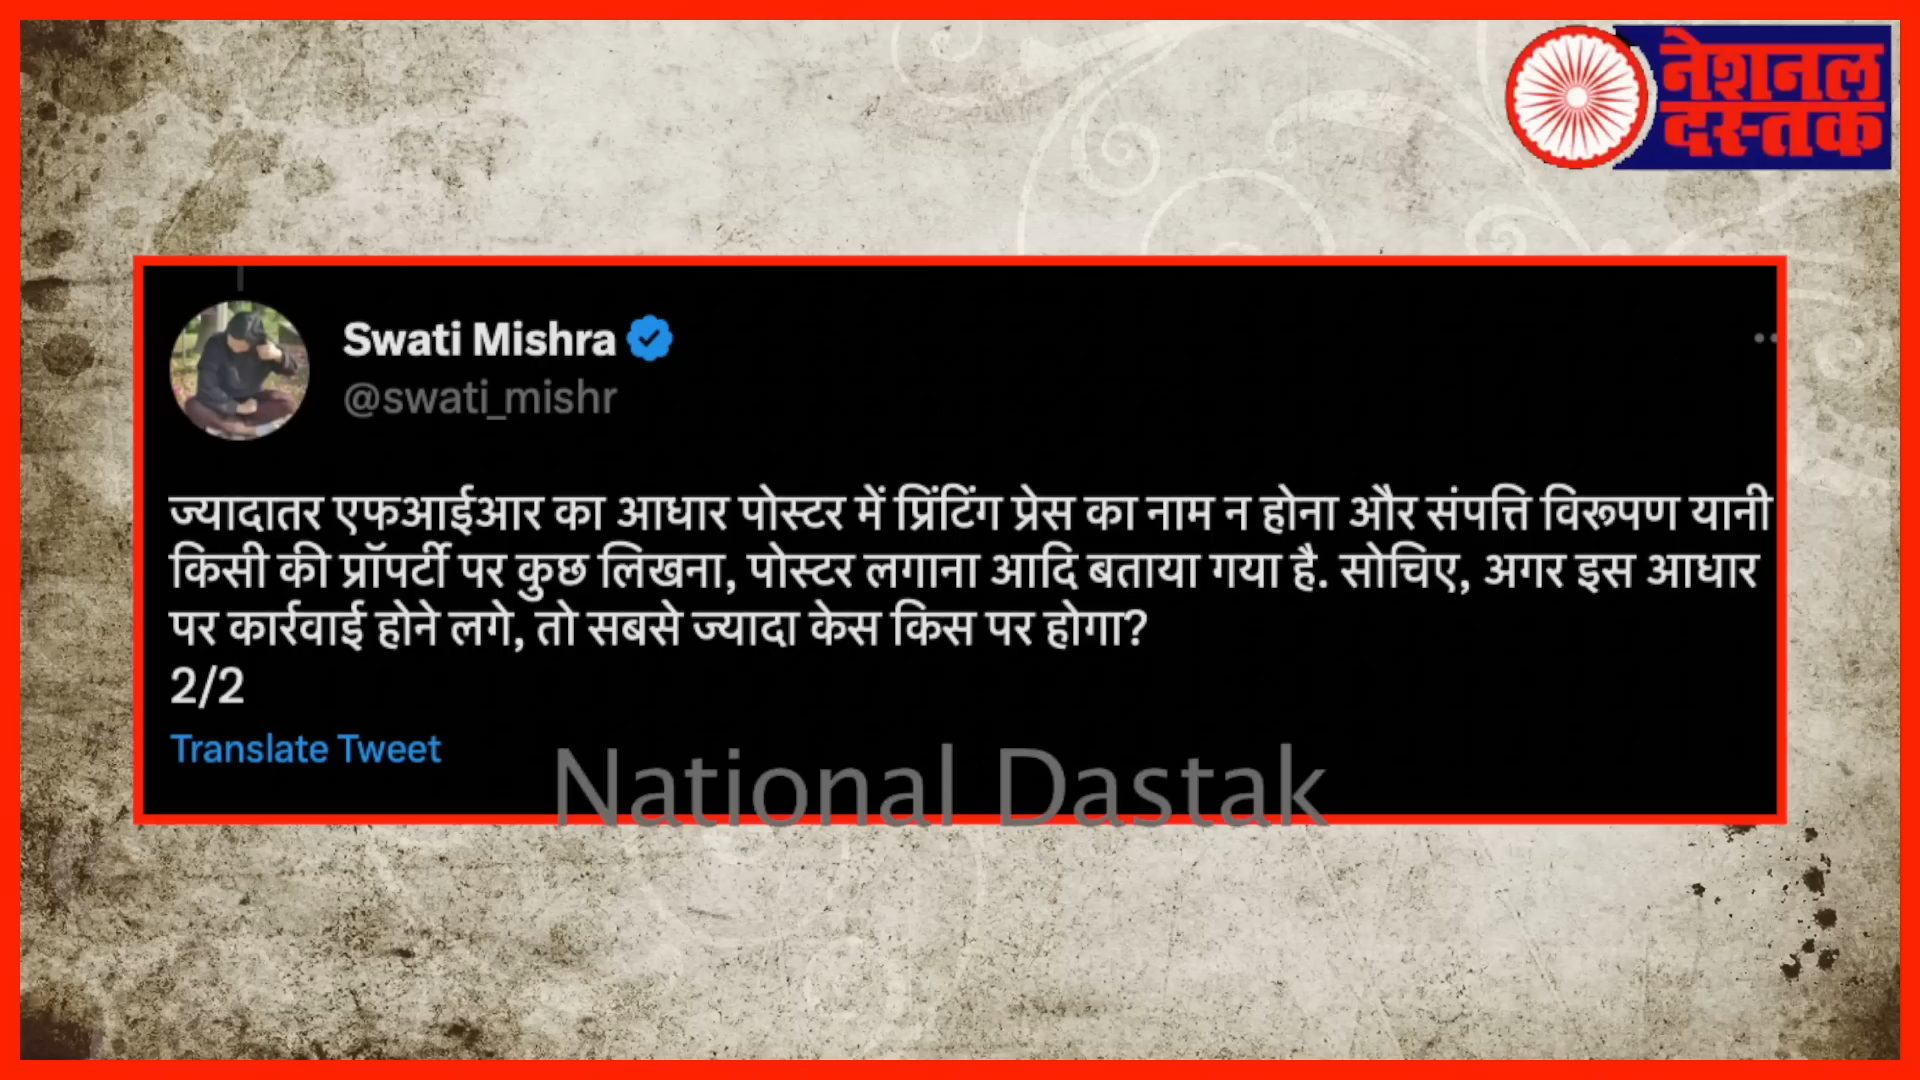 नेशनल
दस्तक
Swati Mishra
@swati_mishr
ज्यादातर एफआईआर का आधार पोस्टर में प्रिंटिंग प्रेस का नाम न होना और संपत्ति विरूपण यानी
किसी की प्रॉपर्टी पर कुछ लिखना, पोस्टर लगाना आदि बताया गया है. सोचिए, अगर इस आधार
पर कार्रवाई होने लगे, तो सबसे ज्यादा केस किस पर होगा?
2/2
Translate Tweet
National Dastak